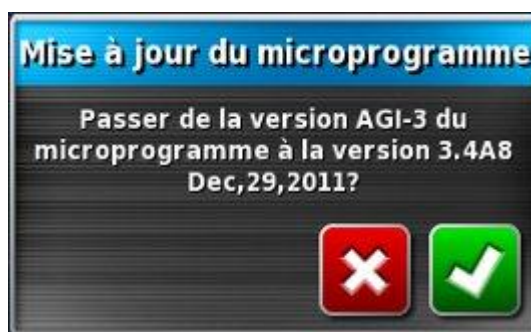 Mise à jour du microprogramme
Passer de la version AGI-3 du
microprogramme à la version 3.4A8
Dec,29,2011?